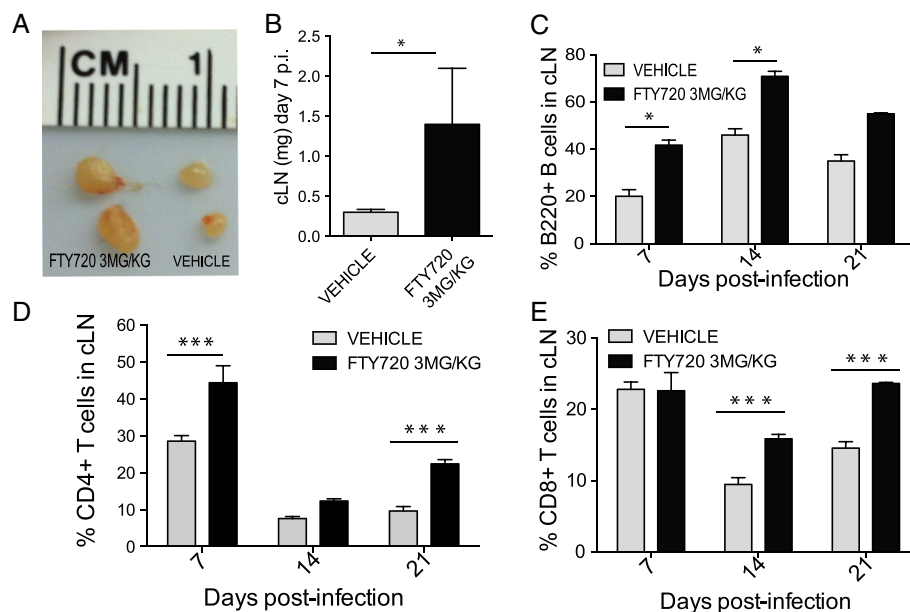 A
CM 1
FTY720 3MG/KG VEHICLE
B
cLN (mg) day 7 p.i.
2.5
2.0
1.5
1.0
0.5
0.0
*
VEHICLE
FTY720
3MG/KG
C
% B220+ B cells in cLN
80
60
40
20
0
VEHICLE
FTY720 3MG/KG
*
*
7 14 21
Days post-infection
D
% CD4+ T cells in cLN
60
50
40
30
20
10
0
VEHICLE
FTY720 3MG/KG
***
***
7 14 21
Days post-infection
E
% CD8+ T cells in cLN
30
20
10
0
VEHICLE
FTY720 3MG/KG
***
***
7 14 21
Days post-infection